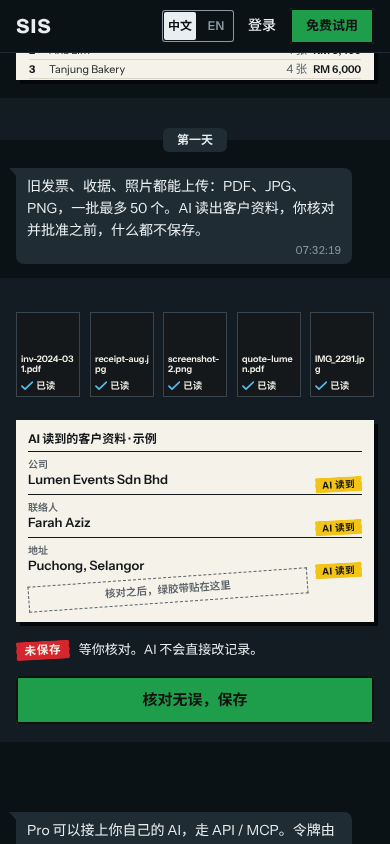 SIS
中文 EN 登录 免费试用
3 Tanjung Bakery 4 张 RM 6,000
第一天
旧发票、收据、照片都能上传：PDF、JPG、
PNG，一批最多 50 个。AI 读出客户资料，你核对
并批准之前，什么都不保存。
07:32:19
inv-2024-03
1.pdf
已读
receipt-aug.j
pg
已读
screenshot-
2.png
已读
quote-lume
n.pdf
已读
IMG_2291.jp
g
已读
AI 读到的客户资料 · 示例
公司
Lumen Events Sdn Bhd
AI 读到
联络人
Farah Aziz
AI 读到
地址
Puchong, Selangor
AI 读到
核对之后，绿胶带贴在这里
未保存 等你核对。AI 不会直接改记录。
核对无误，保存
Pro 可以接上你自己的 AI，走 API / MCP。令牌由